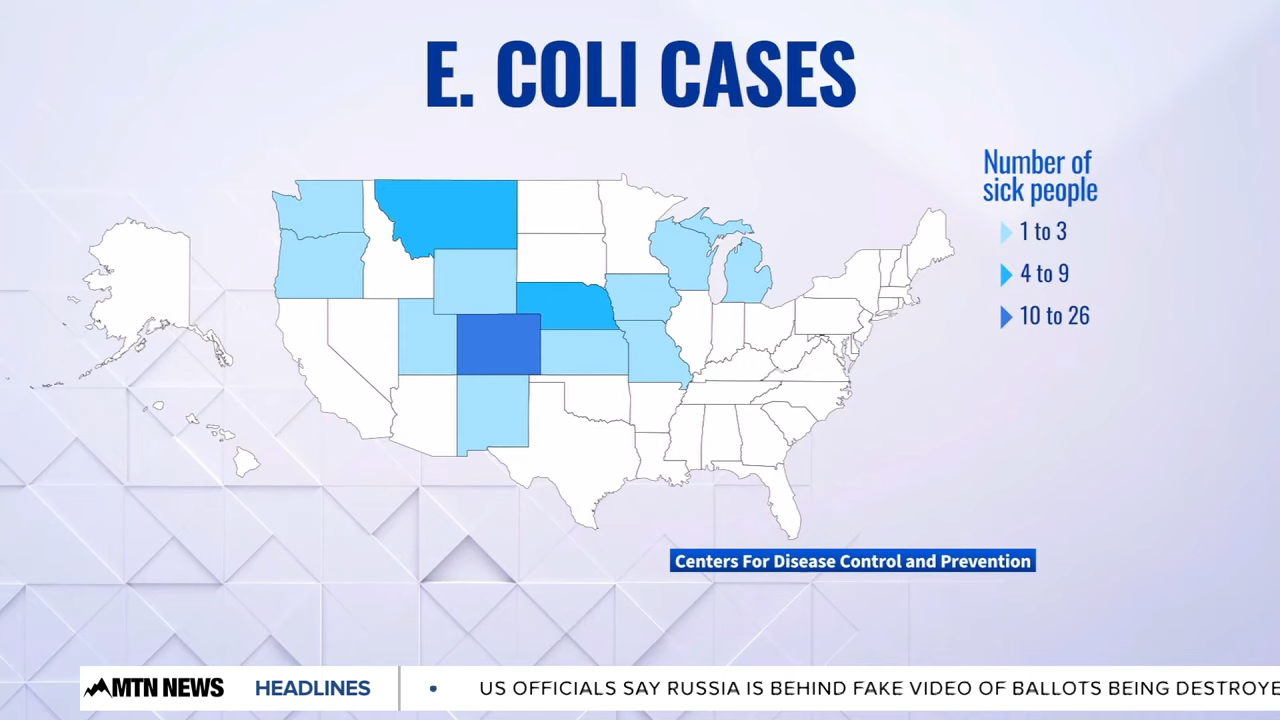 E. COLI CASES
Number of
sick people
1 to 3
4 to 9
10 to 26
Centers For Disease Control and Prevention
MTN NEWS
HEADLINES
• US OFFICIALS SAY RUSSIA IS BEHIND FAKE VIDEO OF BALLOTS BEING DESTROYE